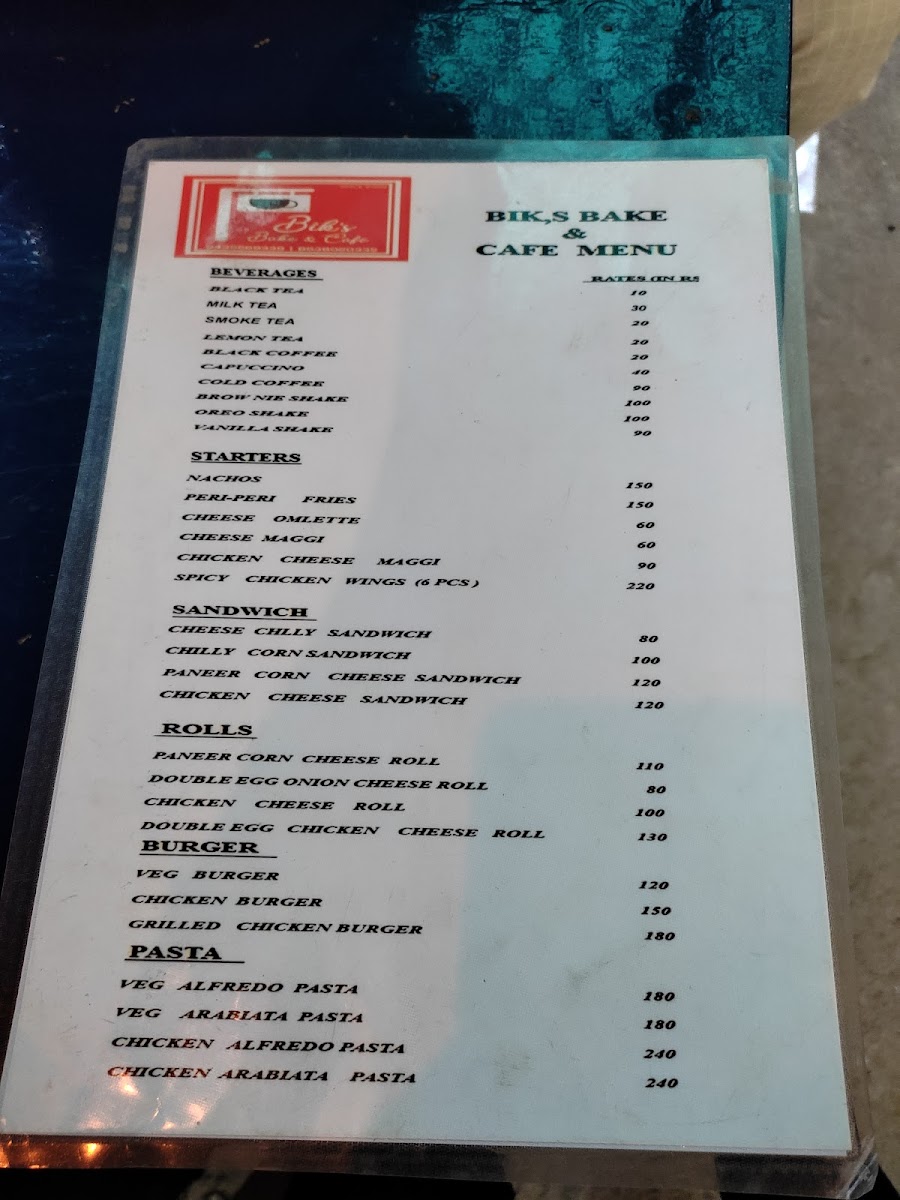 Bik's
Bake & Cafe
BIK,S BAKE
&
CAFE MENU
BEVERAGES RATES (IN RS
BLACK TEA 10
MILK TEA 30
SMOKE TEA 20
LEMON TEA 20
BLACK COFFEE 20
CAPUCCINO 40
COLD COFFEE 90
BROW NIE SHAKE 100
OREO SHAKE 100
VANILLA SHAKE 90
STARTERS
NACHOS 150
PERI-PERI FRIES 150
CHEESE OMLETTE 60
CHEESE MAGGI 60
CHICKEN CHEESE MAGGI 90
SPICY CHICKEN WINGS (6 PCS) 220
SANDWICH
CHEESE CHLLY SANDWICH 80
CHILLY CORN SANDWICH 100
PANEER CORN CHEESE SANDWICH 120
CHICKEN CHEESE SANDWICH 120
ROLLS
PANEER CORN CHEESE ROLL 110
DOUBLE EGG ONION CHEESE ROLL 80
CHICKEN CHEESE ROLL 100
DOUBLE EGG CHICKEN CHEESE ROLL 130
BURGER
VEG BURGER 120
CHICKEN BURGER 150
GRILLED CHICKEN BURGER 180
PASTA
VEG ALFREDO PASTA 180
VEG ARABIATA PASTA 180
CHICKEN ALFREDO PASTA 240
CHICKEN ARABIATA PASTA 240